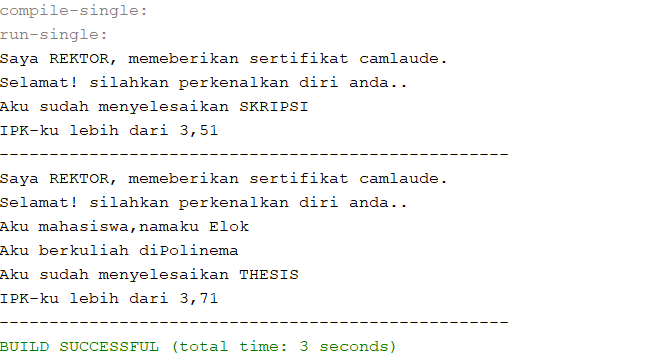 compile-single:
run-single:
Saya REKTOR, memeberikan sertifikat camlaude.
Selamat! silahkan perkenalkan diri anda..
Aku sudah menyelesaikan SKRIPSI
IPK-ku lebih dari 3,51
---------------------------------------------------
Saya REKTOR, memeberikan sertifikat camlaude.
Selamat! silahkan perkenalkan diri anda..
Aku mahasiswa,namaku Elok
Aku berkuliah diPolinema
Aku sudah menyelesaikan THESIS
IPK-ku lebih dari 3,71
---------------------------------------------------
BUILD SUCCESSFUL (total time: 3 seconds)